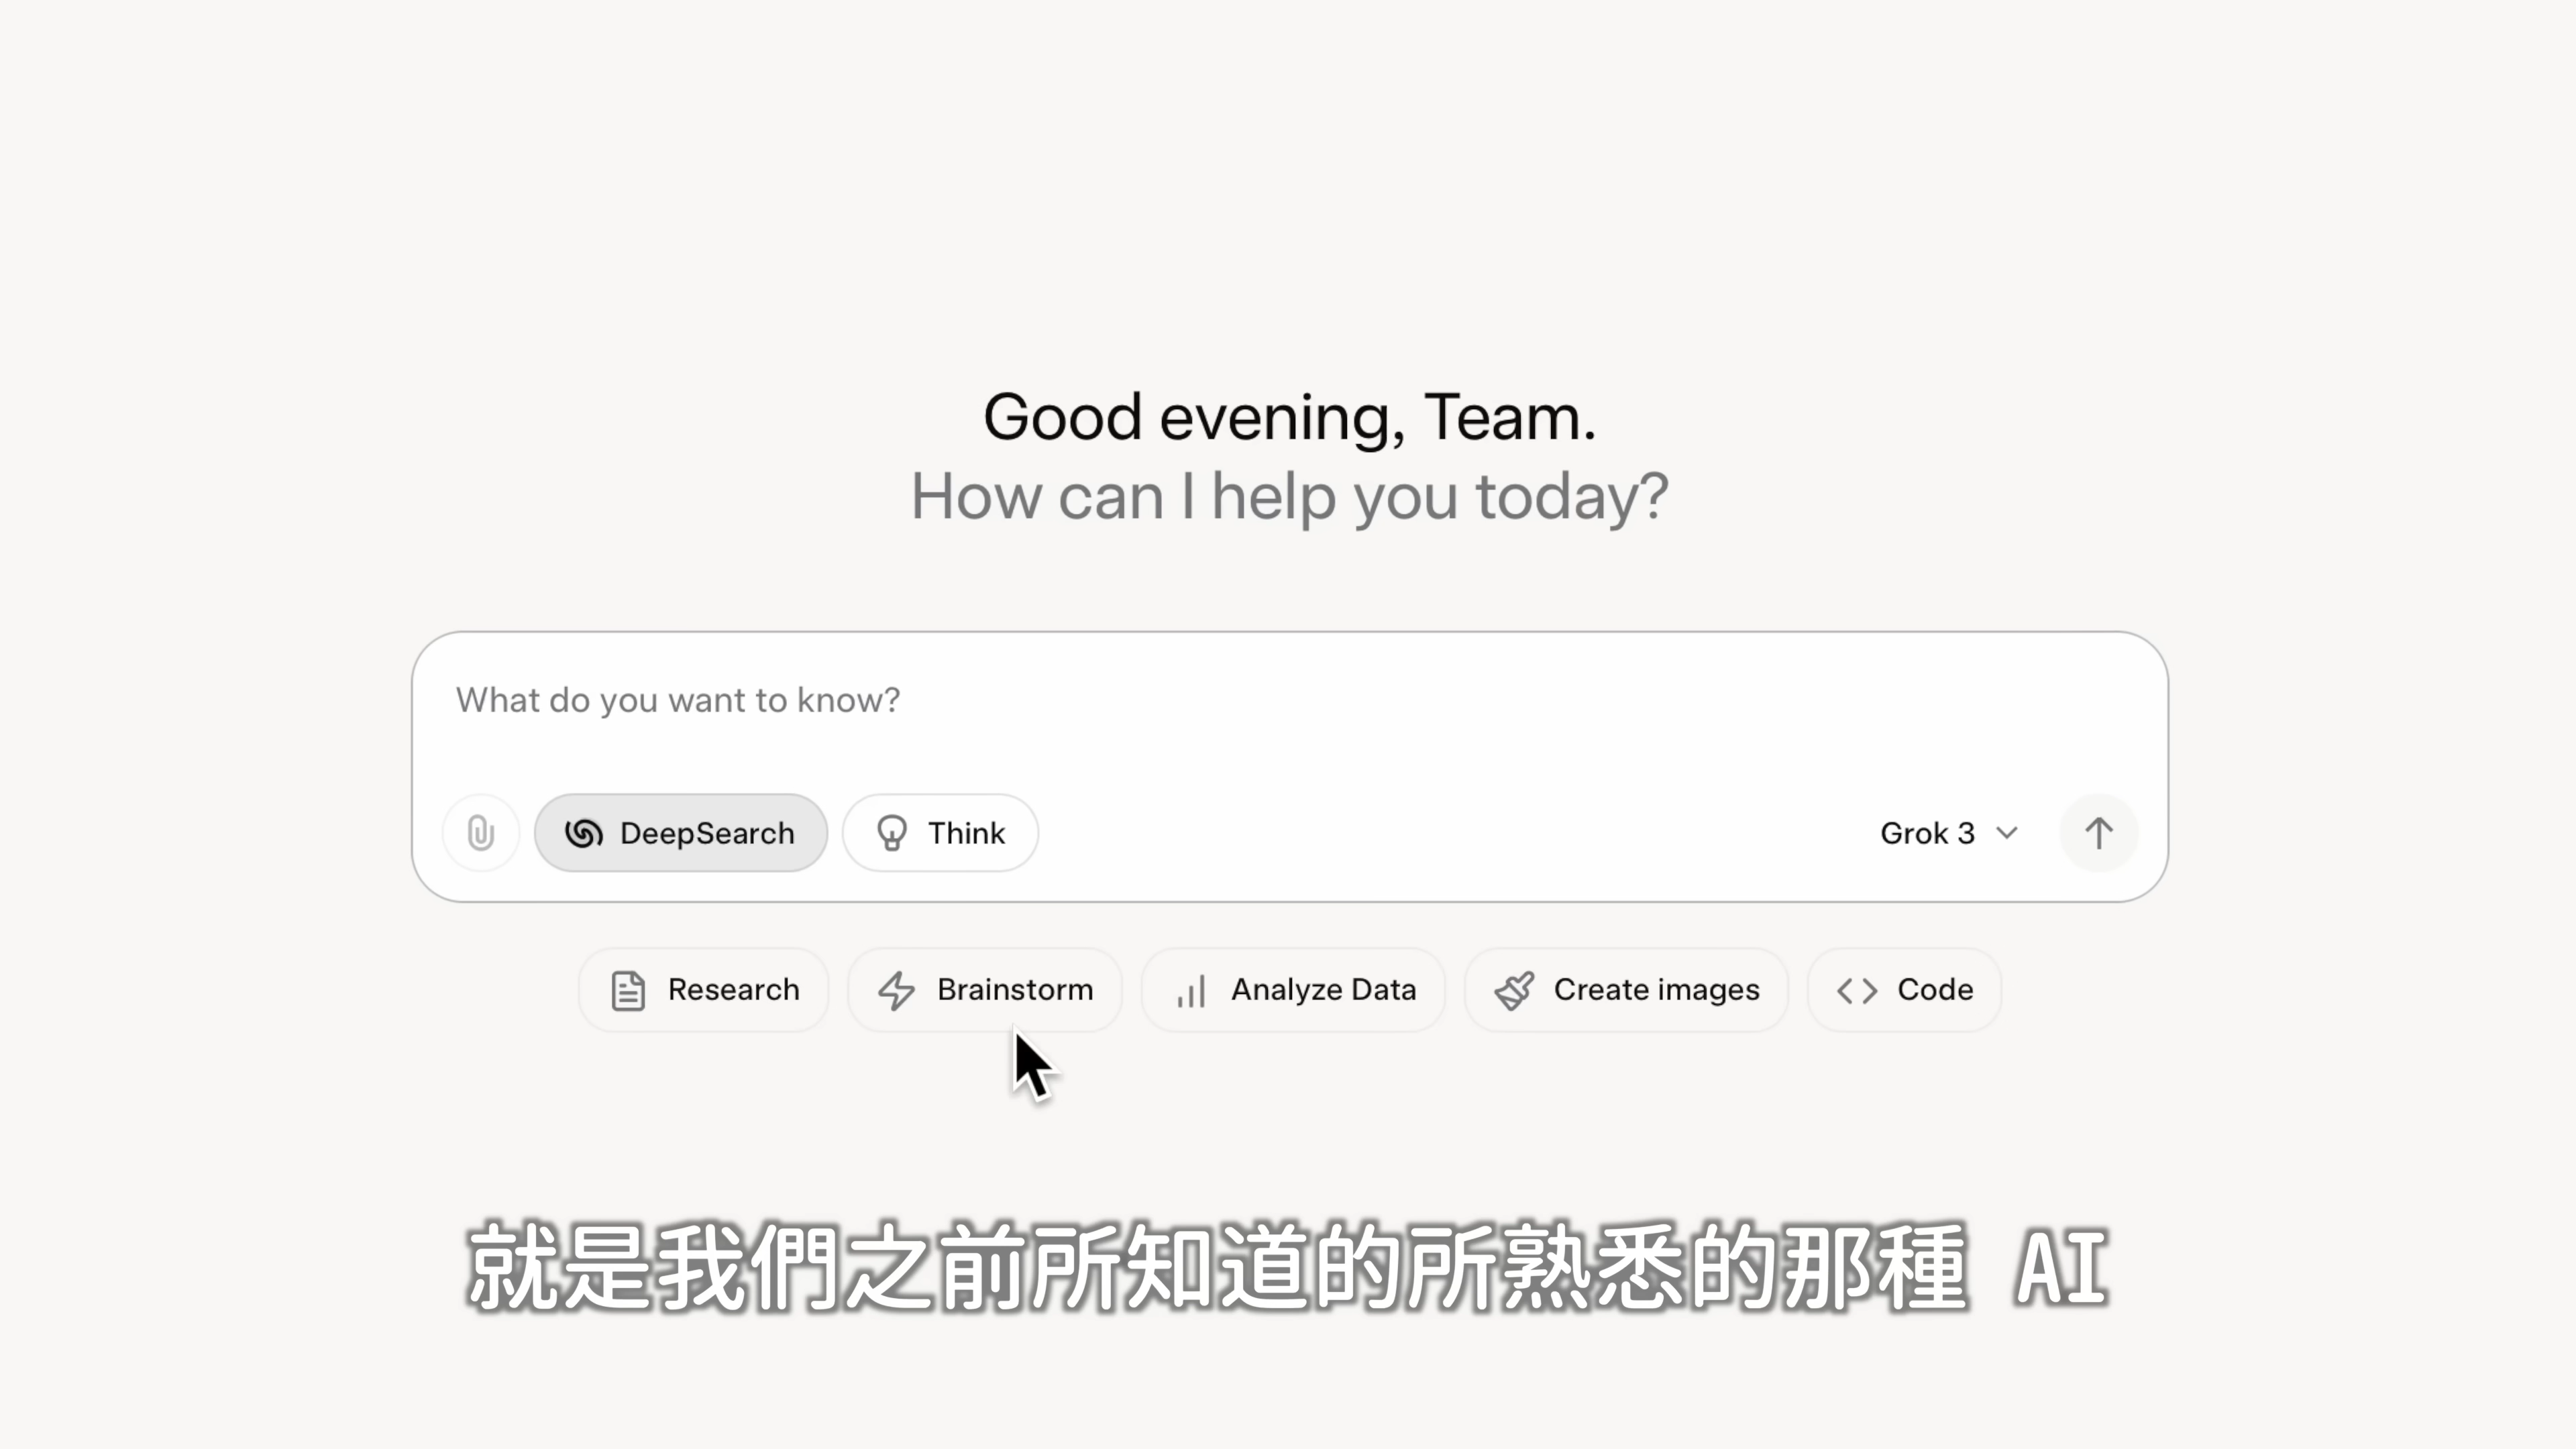 Good evening, Team.
How can I help you today?
What do you want to know?
DeepSearch Think Grok 3
Research Brainstorm Analyze Data Create images Code
就是我們之前所知道的所熟悉的那種 AI